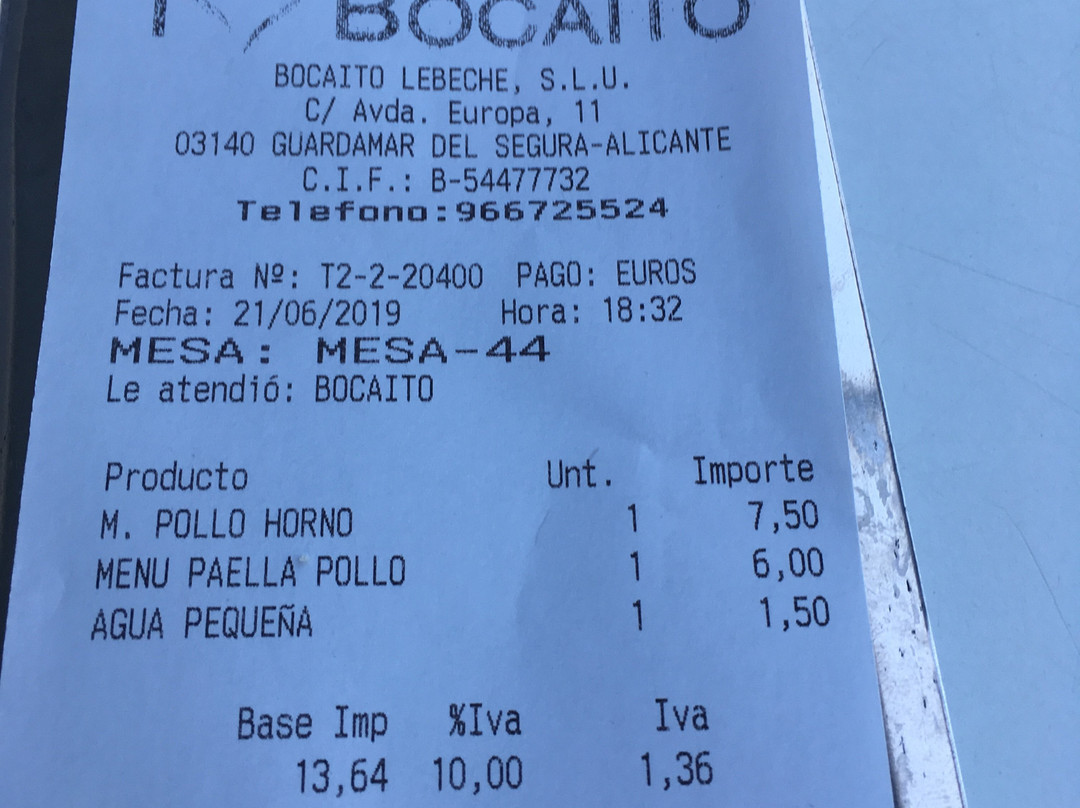 BOCAITO
BOCAITO LEBECHE, S.L.U.
C/ Avda. Europa, 11
03140 GUARDAMAR DEL SEGURA-ALICANTE
C.I.F.: B-54477732
Telefono:966725524
Factura Nº: T2-2-20400 PAGO: EUROS
Fecha: 21/06/2019 Hora: 18:32
MESA: MESA-44
Le atendió: BOCAITO
Producto Unt. Importe
M. POLLO HORNO 1 7,50
MENU PAELLA POLLO 1 6,00
AGUA PEQUEÑA 1 1,50
Base Imp %Iva Iva
13,64 10,00 1,36